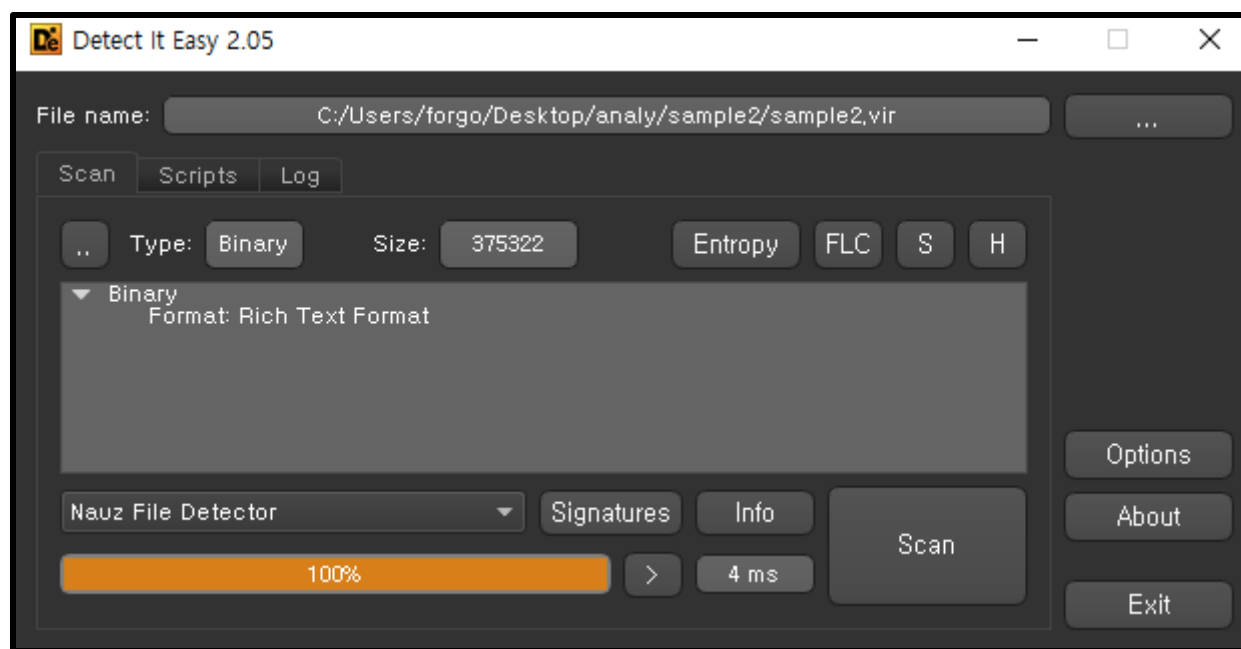 Detect It Easy 2.05
File name: C:/Users/forgo/Desktop/analy/sample2/sample2.vir ...
Scan Scripts Log
.. Type: Binary Size: 375322 Entropy FLC S H
Binary
Format: Rich Text Format
Options
Nauz File Detector Signatures Info Scan About
100% > 4 ms
Exit